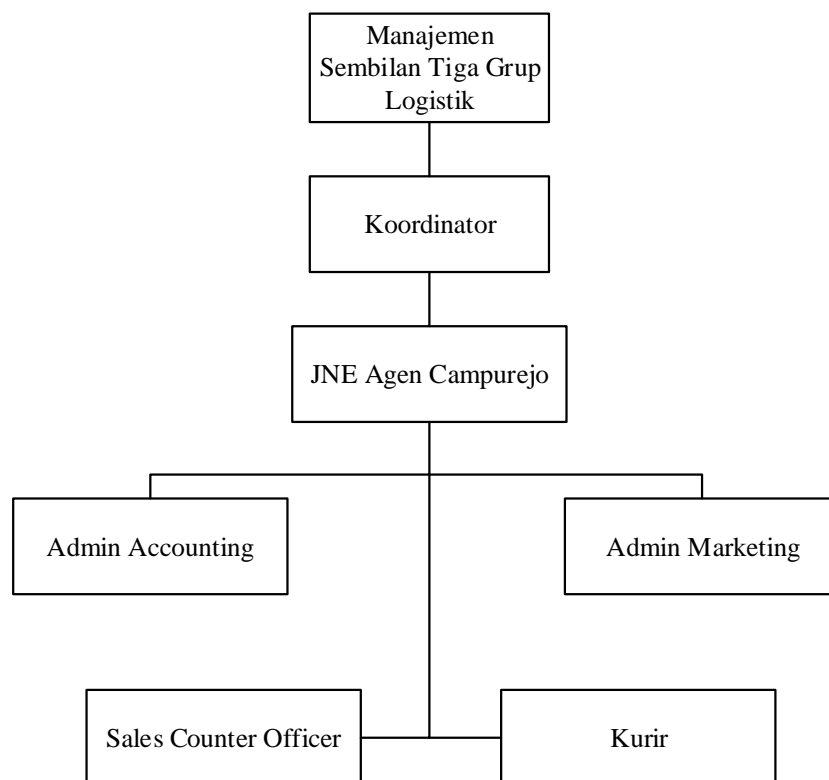 Manajemen
Sembilan Tiga Grup
Logistik
Koordinator
JNE Agen Campurejo
Admin Accounting
Admin Marketing
Sales Counter Officer
Kurir